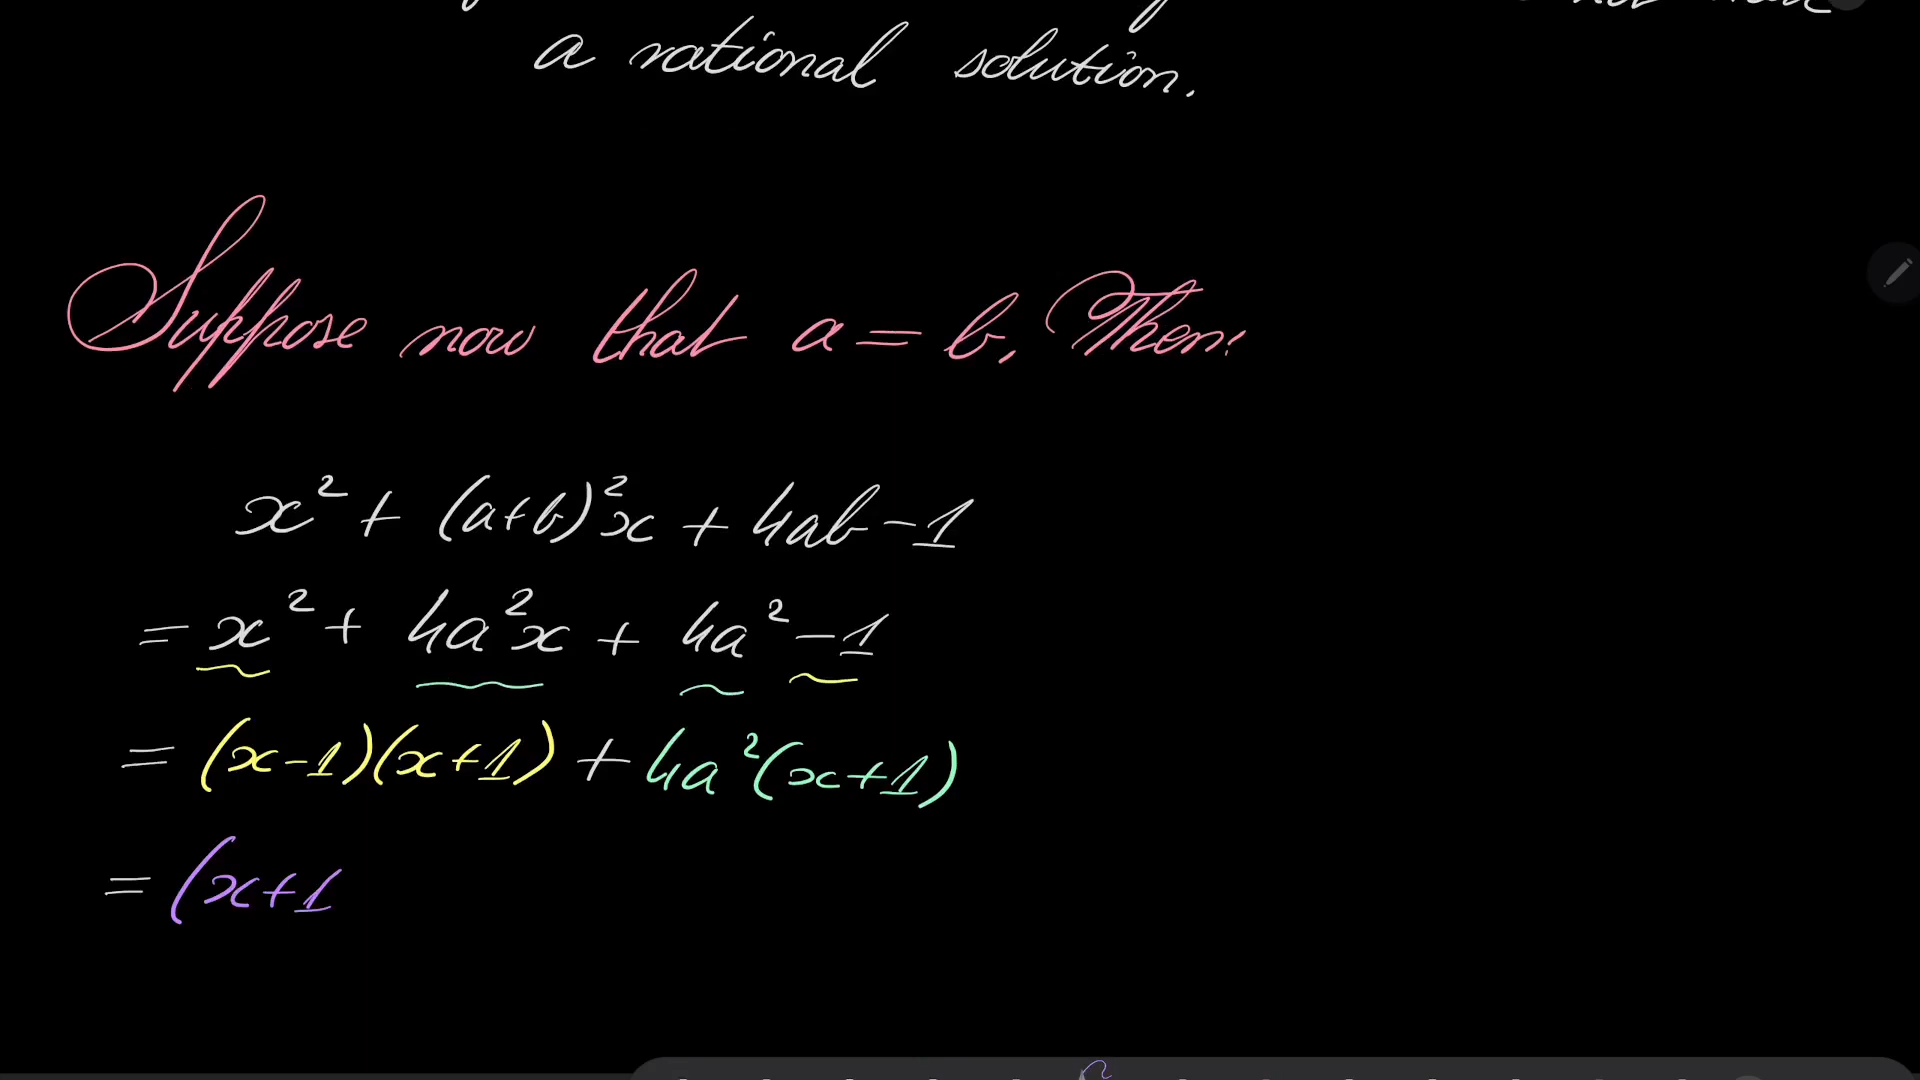 a rational solution.
Suppose now that a = b. Then:
x² + (a+b)²x + 4ab - 1
= x² + 4a²x + 4a² - 1
= (x-1)(x+1) + 4a²(x+1)
= (x+1